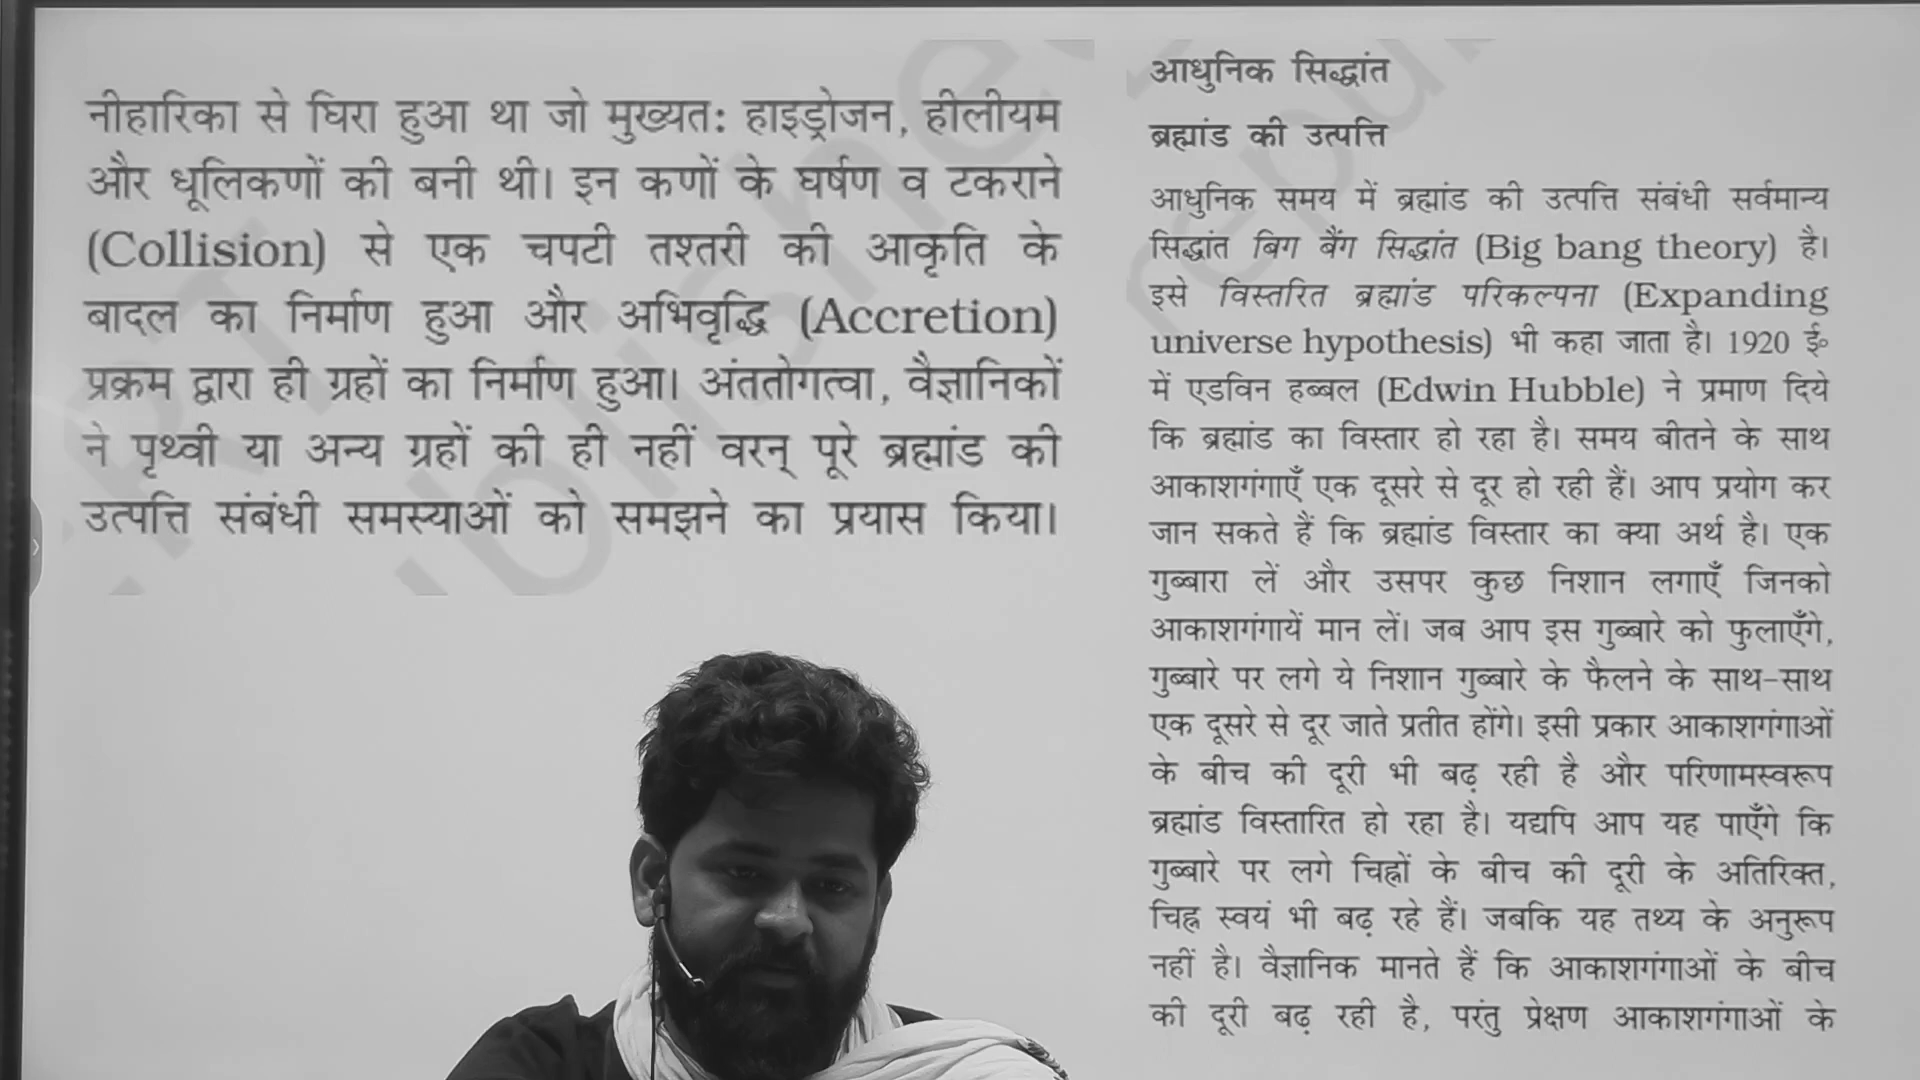 नीहारिका से घिरा हुआ था जो मुख्यतः हाइड्रोजन, हीलीयम
और धूलिकणों की बनी थी। इन कणों के घर्षण व टकराने
(Collision) से एक चपटी तश्तरी की आकृति के
बादल का निर्माण हुआ और अभिवृद्धि (Accretion)
प्रक्रम द्वारा ही ग्रहों का निर्माण हुआ। अंततोगत्वा, वैज्ञानिकों
ने पृथ्वी या अन्य ग्रहों की ही नहीं वरन् पूरे ब्रह्मांड की
उत्पत्ति संबंधी समस्याओं को समझने का प्रयास किया।
आधुनिक सिद्धांत
ब्रह्मांड की उत्पत्ति
आधुनिक समय में ब्रह्मांड की उत्पत्ति संबंधी सर्वमान्य
सिद्धांत बिग बैंग सिद्धांत (Big bang theory) है।
इसे विस्तरित ब्रह्मांड परिकल्पना (Expanding
universe hypothesis) भी कहा जाता है। 1920 ई॰
में एडविन हब्बल (Edwin Hubble) ने प्रमाण दिये
कि ब्रह्मांड का विस्तार हो रहा है। समय बीतने के साथ
आकाशगंगाएँ एक दूसरे से दूर हो रही हैं। आप प्रयोग कर
जान सकते हैं कि ब्रह्मांड विस्तार का क्या अर्थ है। एक
गुब्बारा लें और उसपर कुछ निशान लगाएँ जिनको
आकाशगंगायें मान लें। जब आप इस गुब्बारे को फुलाएँगे,
गुब्बारे पर लगे ये निशान गुब्बारे के फैलने के साथ-साथ
एक दूसरे से दूर जाते प्रतीत होंगे। इसी प्रकार आकाशगंगाओं
के बीच की दूरी भी बढ़ रही है और परिणामस्वरूप
ब्रह्मांड विस्तारित हो रहा है। यद्यपि आप यह पाएँगे कि
गुब्बारे पर लगे चिह्नों के बीच की दूरी के अतिरिक्त,
चिह्न स्वयं भी बढ़ रहे हैं। जबकि यह तथ्य के अनुरूप
नहीं है। वैज्ञानिक मानते हैं कि आकाशगंगाओं के बीच
की दूरी बढ़ रही है, परंतु प्रेक्षण आकाशगंगाओं के